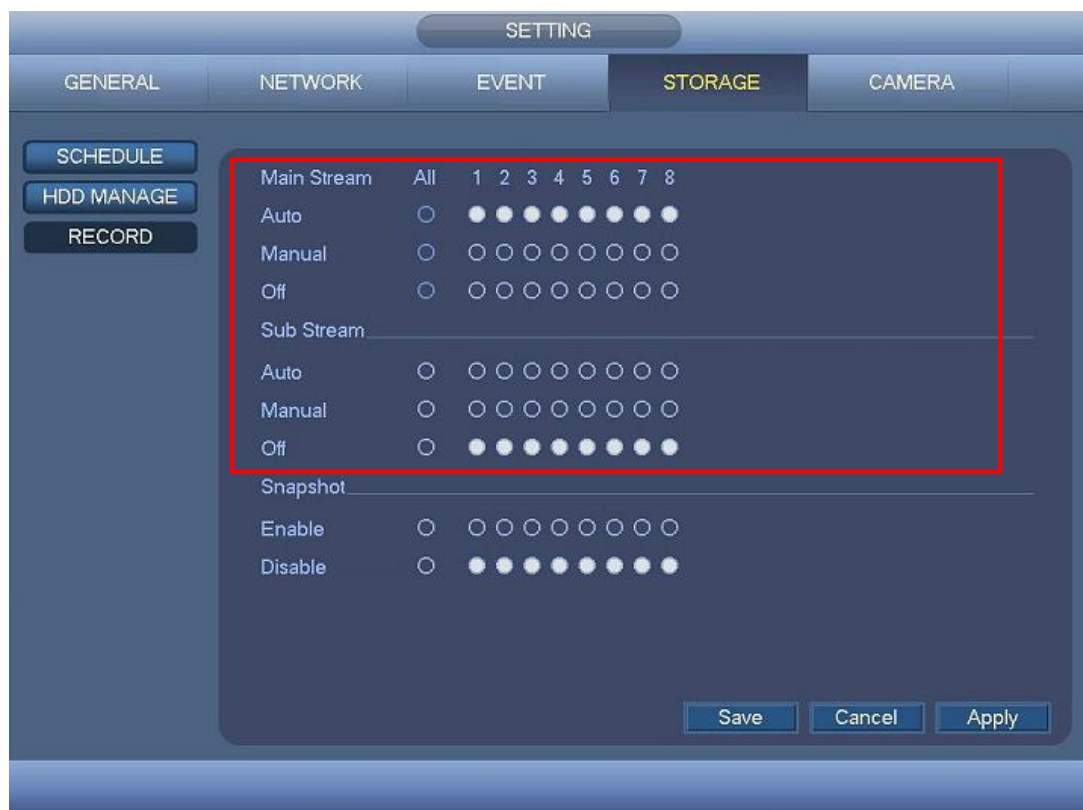 SETTING
GENERAL NETWORK EVENT STORAGE CAMERA
SCHEDULE
HDD MANAGE
RECORD
Main Stream All 1 2 3 4 5 6 7 8
Auto
Manual
Off
Sub Stream
Auto
Manual
Off
Snapshot
Enable
Disable
Save Cancel Apply